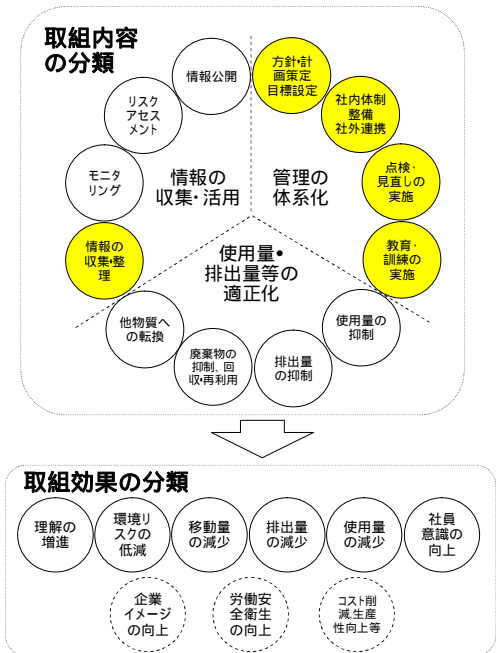 取組内容
の分類
情報公開
方針・計
画策定
目標設定
リスク
アセス
メント
社内体制
整備
社外連携
モニタ
リング
情報の
収集・活用
管理の
体系化
点検・
見直しの
実施
情報の
収集・整
理
使用量・
排出量等の
適正化
教育・
訓練の
実施
他物質へ
の転換
廃棄物の
抑制、回
収・再利用
排出量
の抑制
使用量の
抑制
取組効果の分類
理解の
増進
環境リ
スクの
低減
移動量
の減少
排出量
の減少
使用量
の減少
社員
意識の
向上
企業
イメージ
の向上
労働安
全衛生
の向上
コスト削
減、生産
性向上等